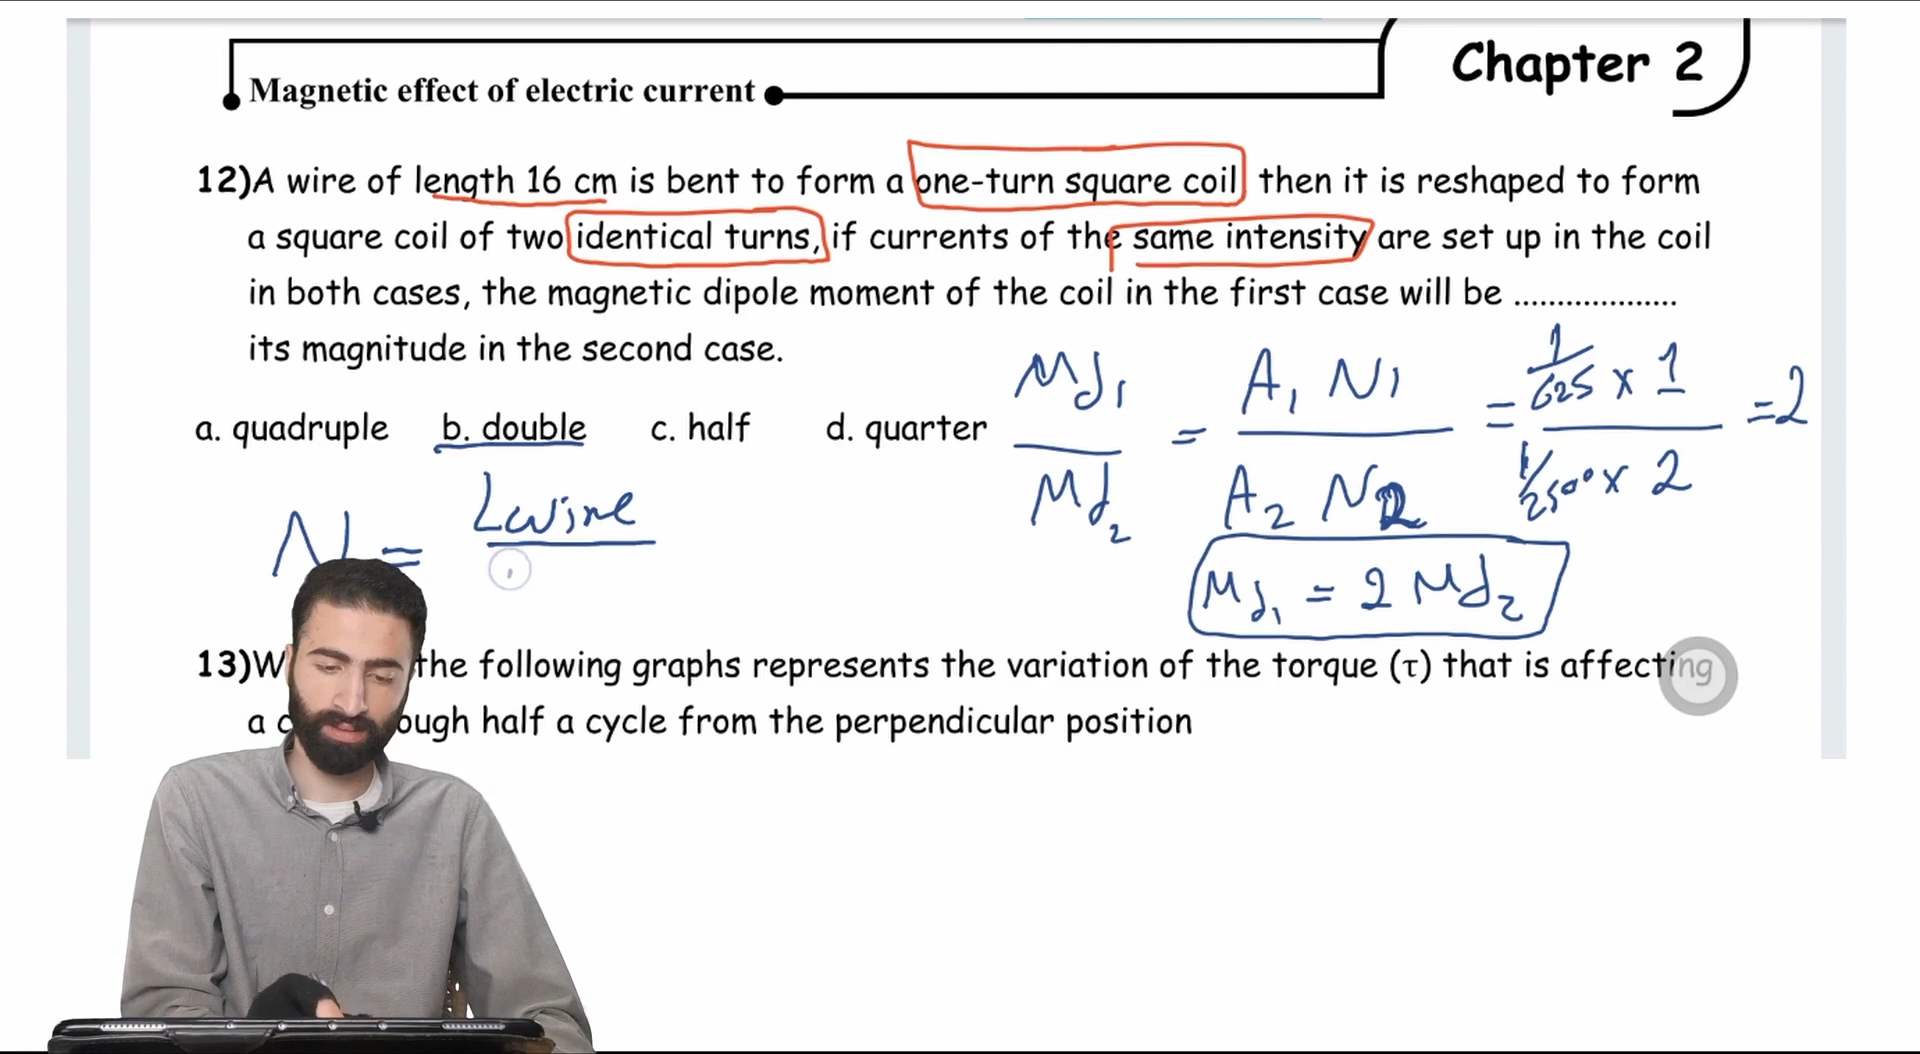 Chapter 2
Magnetic effect of electric current
12)A wire of length 16 cm is bent to form a one-turn square coil then it is reshaped to form
a square coil of two identical turns, if currents of the same intensity are set up in the coil
in both cases, the magnetic dipole moment of the coil in the first case will be ...................
its magnitude in the second case.
a. quadruple b. double c. half d. quarter
Md1 / Md2 = A1 N1 / A2 N2 = 1/625 x 1 / 1/2500 x 2 = 2
N = Lwire
Md1 = 2 Md2
13)W the following graphs represents the variation of the torque (τ) that is affecting
a c ough half a cycle from the perpendicular position